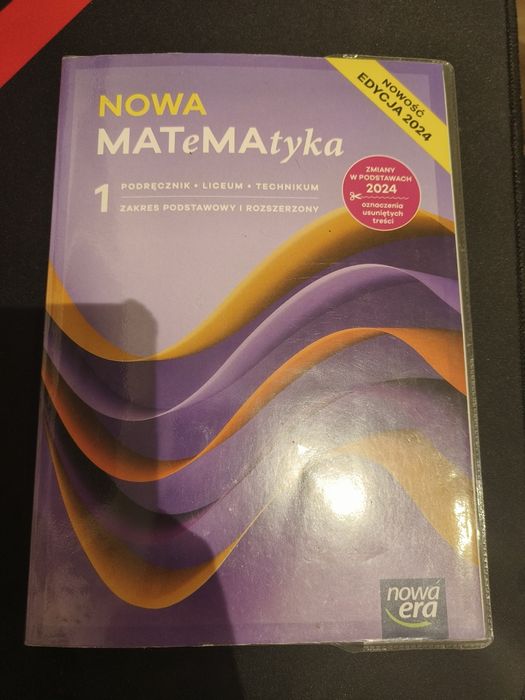 NOWOŚĆ
EDYCJA 2024
NOWA
MATeMAtyka
1
PODRĘCZNIK • LICEUM • TECHNIKUM
ZAKRES PODSTAWOWY I ROZSZERZONY
ZMIANY
W PODSTAWACH
2024
oznaczenia
usuniętych
treści
nowa
era